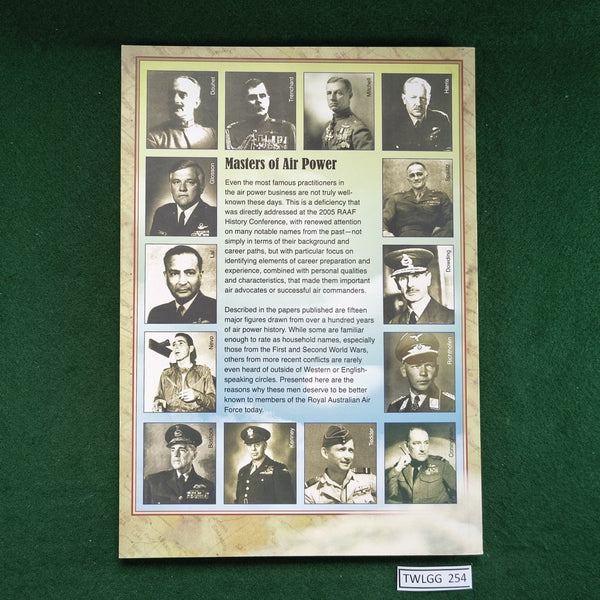 Douhet
Trenchard
Mitchell
Harris
Glosson
Spaatz
Masters of Air Power
Even the most famous practitioners in
the air power business are not truly well-
known these days. This is a deficiency that
was directly addressed at the 2005 RAAF
History Conference, with renewed attention
on many notable names from the past—not
simply in terms of their background and
career paths, but with particular focus on
identifying elements of career preparation and
experience, combined with personal qualities
and characteristics, that made them important
air advocates or successful air commanders.
Described in the papers published are fifteen
major figures drawn from over a hundred years
of air power history. While some are familiar
enough to rate as household names, especially
those from the First and Second World Wars,
others from more recent conflicts are rarely
even heard of outside of Western or English-
speaking circles. Presented here are the
reasons why these men deserve to be better
known to members of the Royal Australian Air
Force today.
Dowding
Nevo
Richthofen
Kenney
Tedder
TWLGG 254